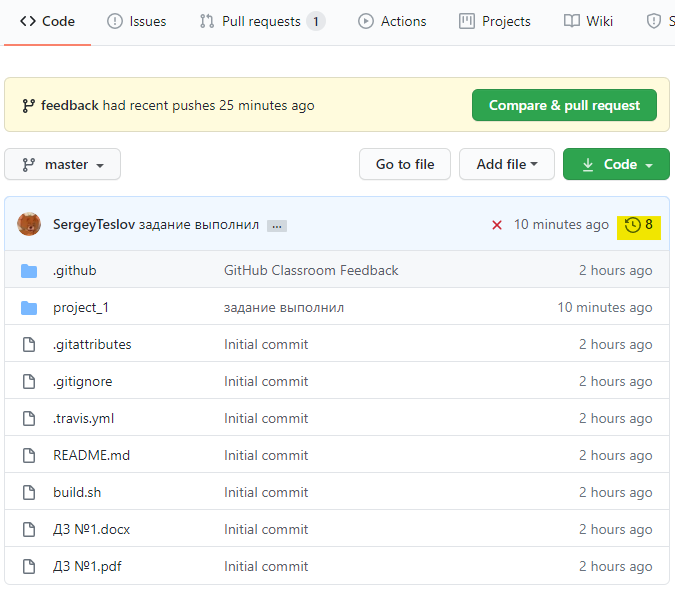 Code Issues Pull requests 1 Actions Projects Wiki S
feedback had recent pushes 25 minutes ago Compare & pull request
master Go to file Add file Code
SergeyTeslov задание выполнил ... 10 minutes ago 8
.github GitHub Classroom Feedback 2 hours ago
project_1 задание выполнил 10 minutes ago
.gitattributes Initial commit 2 hours ago
.gitignore Initial commit 2 hours ago
.travis.yml Initial commit 2 hours ago
README.md Initial commit 2 hours ago
build.sh Initial commit 2 hours ago
ДЗ №1.docx Initial commit 2 hours ago
ДЗ №1.pdf Initial commit 2 hours ago